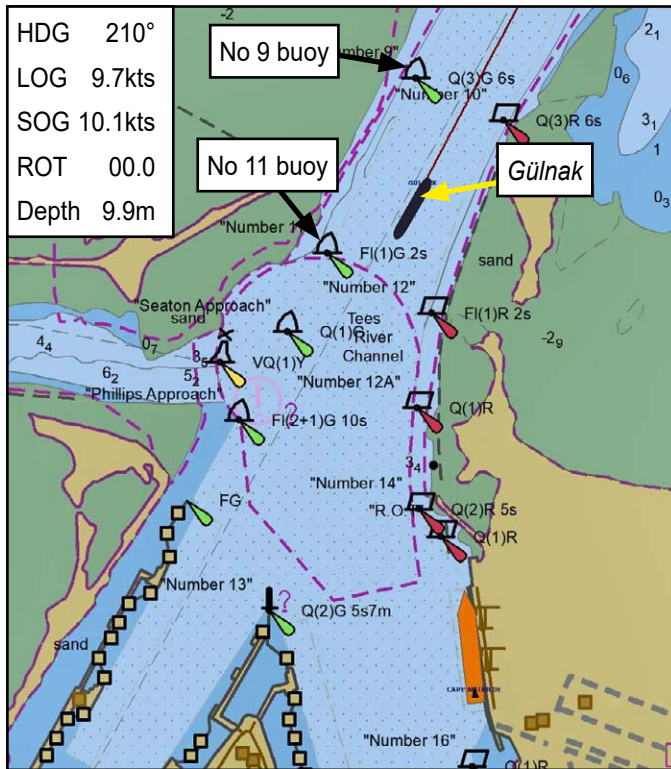 HDG 210°
LOG 9.7kts
SOG 10.1kts
ROT 00.0
Depth 9.9m
-2
No 9 buoy
Number 9"
Q(3)G 6s
"Number 10"
Q(3)R 6s
2₁
0₆
3₁
1
0₃
No 11 buoy
Gülnak
"Number 1
Fl(1)G 2s
sand
"Number 12"
Fl(1)R 2s
"Seaton Approach"
sand
Q(1)G
Tees
River
Channel
-2₉
4₄
0₇
6₂
5₂
3₅
VQ(1)Y
"Number 12A"
"Phillips Approach
?
Fl(2+1)G 10s
Q(1)R
3₄
"Number 14"
FG
"R.O
Q(2)R 5s
Q(1)R
"Number 13"
?
Q(2)G 5s7m
sand
"Number 16"
Q(1)R